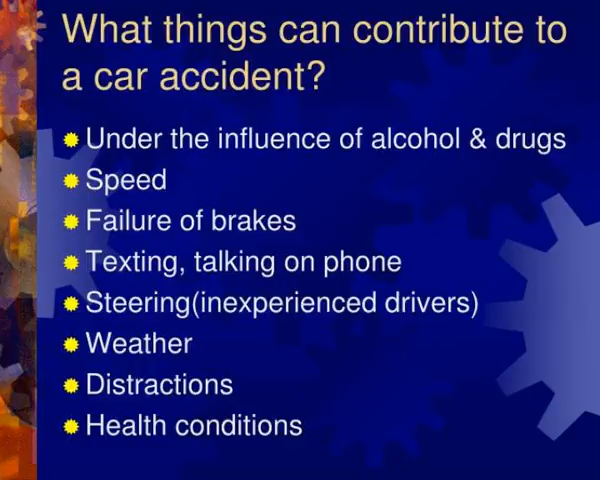 What things can contribute to
a car accident?
Under the influence of alcohol & drugs
Speed
Failure of brakes
Texting, talking on phone
Steering(inexperienced drivers)
Weather
Distractions
Health conditions